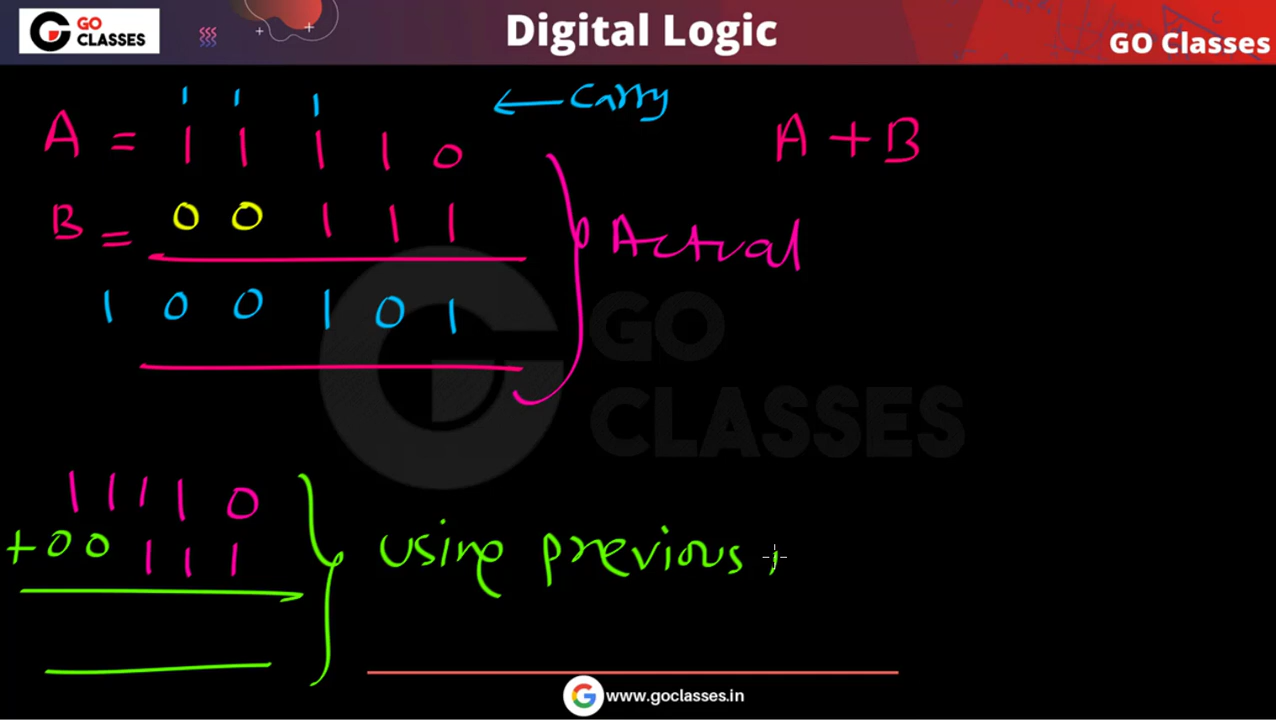 GO CLASSES
Digital Logic
GO Classes
1 1 1 ← Carry
A = 1 1 1 1 0
A + B
B = 0 0 1 1 1
Actual
1 0 0 1 0 1
GO
CLASSES
1 1 1 1 0
+ 0 0 1 1 1
using previous
www.goclasses.in